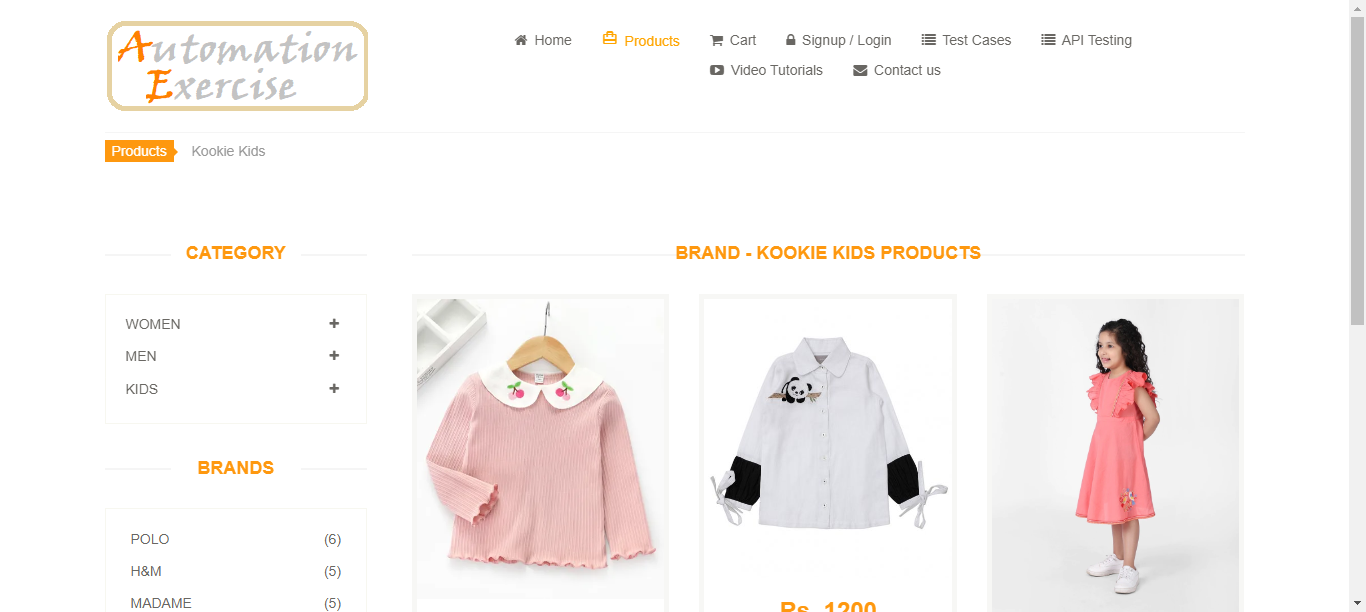 Automation
Exercise
Home
Products
Cart
Signup / Login
Test Cases
API Testing
Video Tutorials
Contact us
Products
Kookie Kids
CATEGORY
WOMEN
MEN
KIDS
BRANDS
POLO (6)
H&M (5)
MADAME (5)
BRAND - KOOKIE KIDS PRODUCTS
Rs. 1200